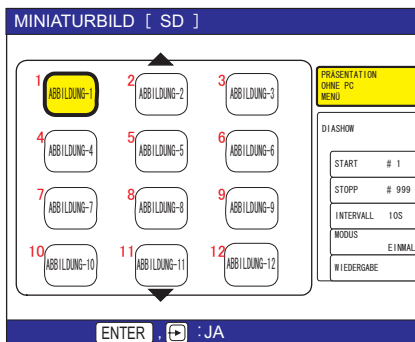 MINIATURBILD [ SD ]
1 ABBILDUNG-1
2 ABBILDUNG-2
3 ABBILDUNG-3
4 ABBILDUNG-4
5 ABBILDUNG-5
6 ABBILDUNG-6
7 ABBILDUNG-7
8 ABBILDUNG-8
9 ABBILDUNG-9
10 ABBILDUNG-10
11 ABBILDUNG-11
12 ABBILDUNG-12
PRÄSENTATION
OHNE PC
MENÜ
DIASHOW
START # 1
STOPP # 999
INTERVALL 10S
MODUS
EINMAL
WIEDERGABE
ENTER , : JA